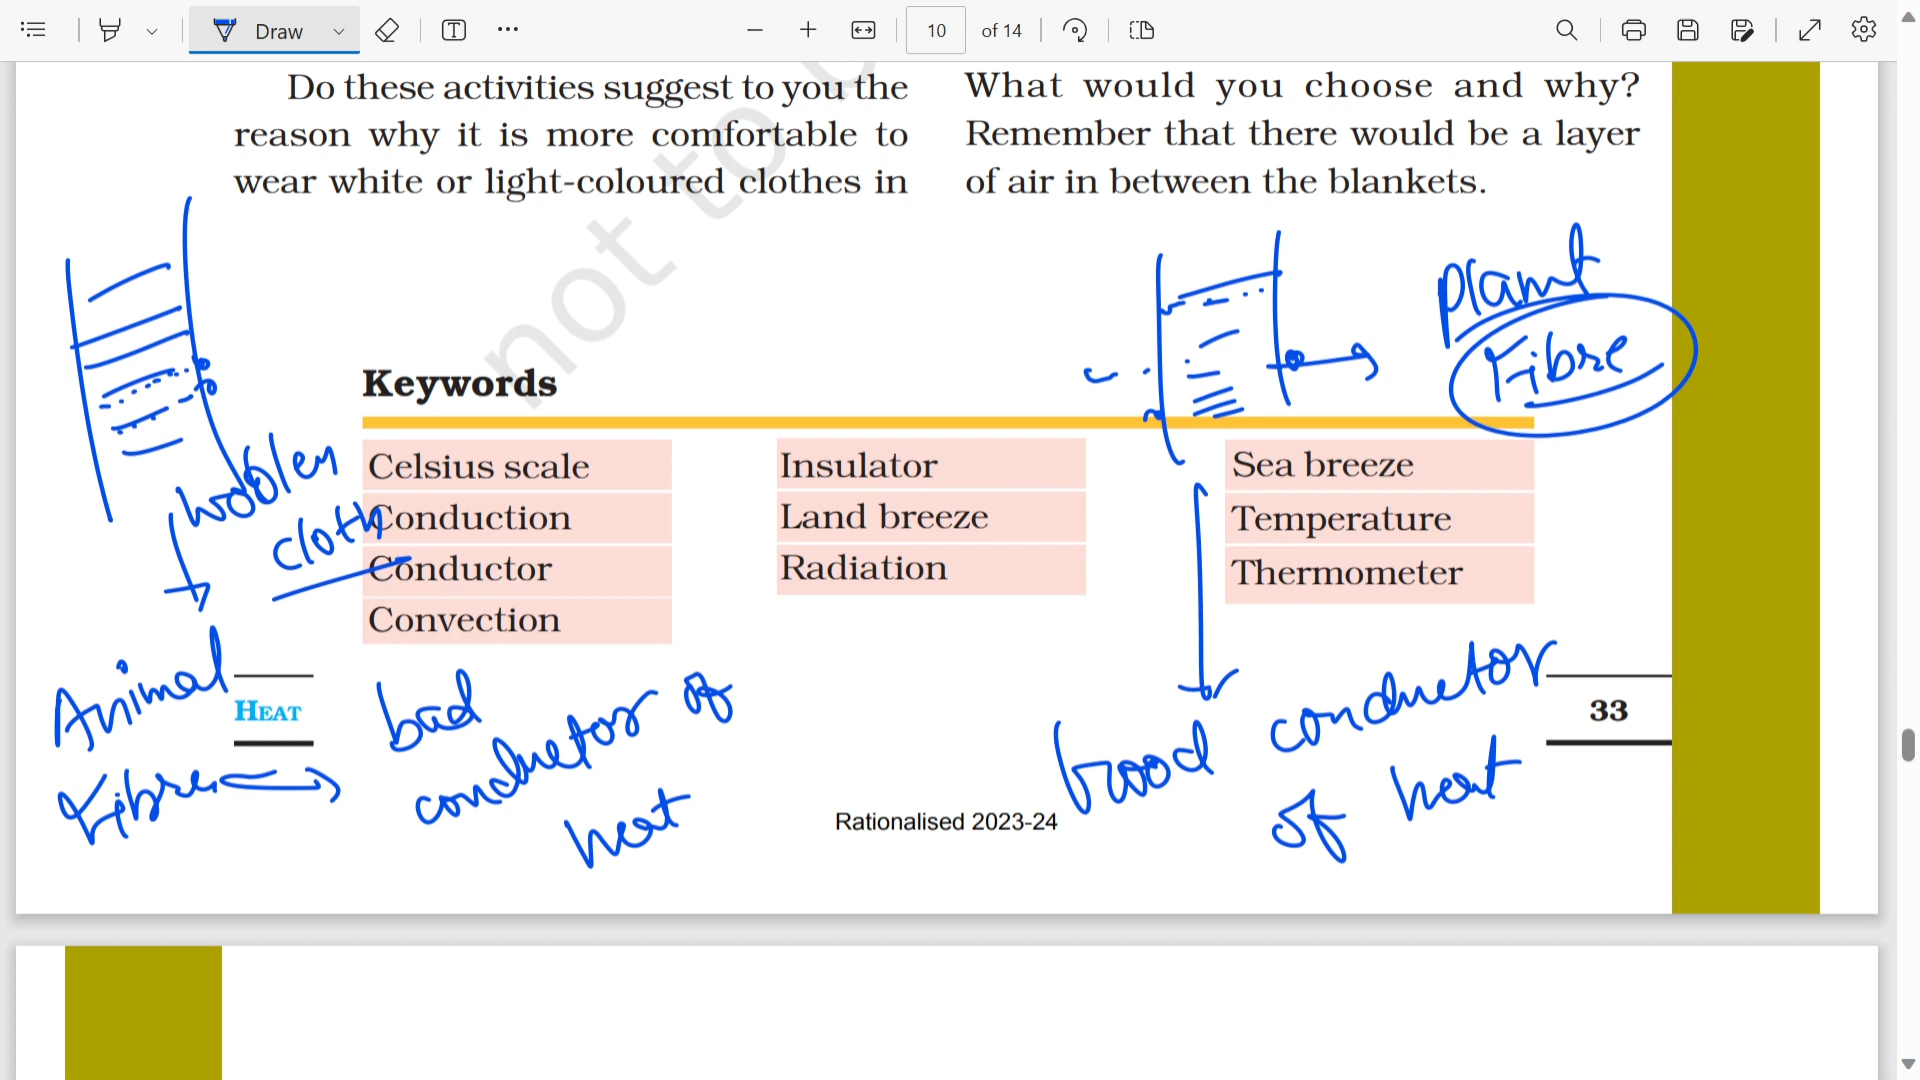 Draw
10 of 14
Do these activities suggest to you the
reason why it is more comfortable to
wear white or light-coloured clothes in
What would you choose and why?
Remember that there would be a layer
of air in between the blankets.
not to
plant
Fibre
Keywords
Celsius scale
Conduction
Conductor
Convection
Insulator
Land breeze
Radiation
Sea breeze
Temperature
Thermometer
woolen
cloth
Animal
Fibre
bad
conductor of
heat
Good conductor
of heat
HEAT
33
Rationalised 2023-24